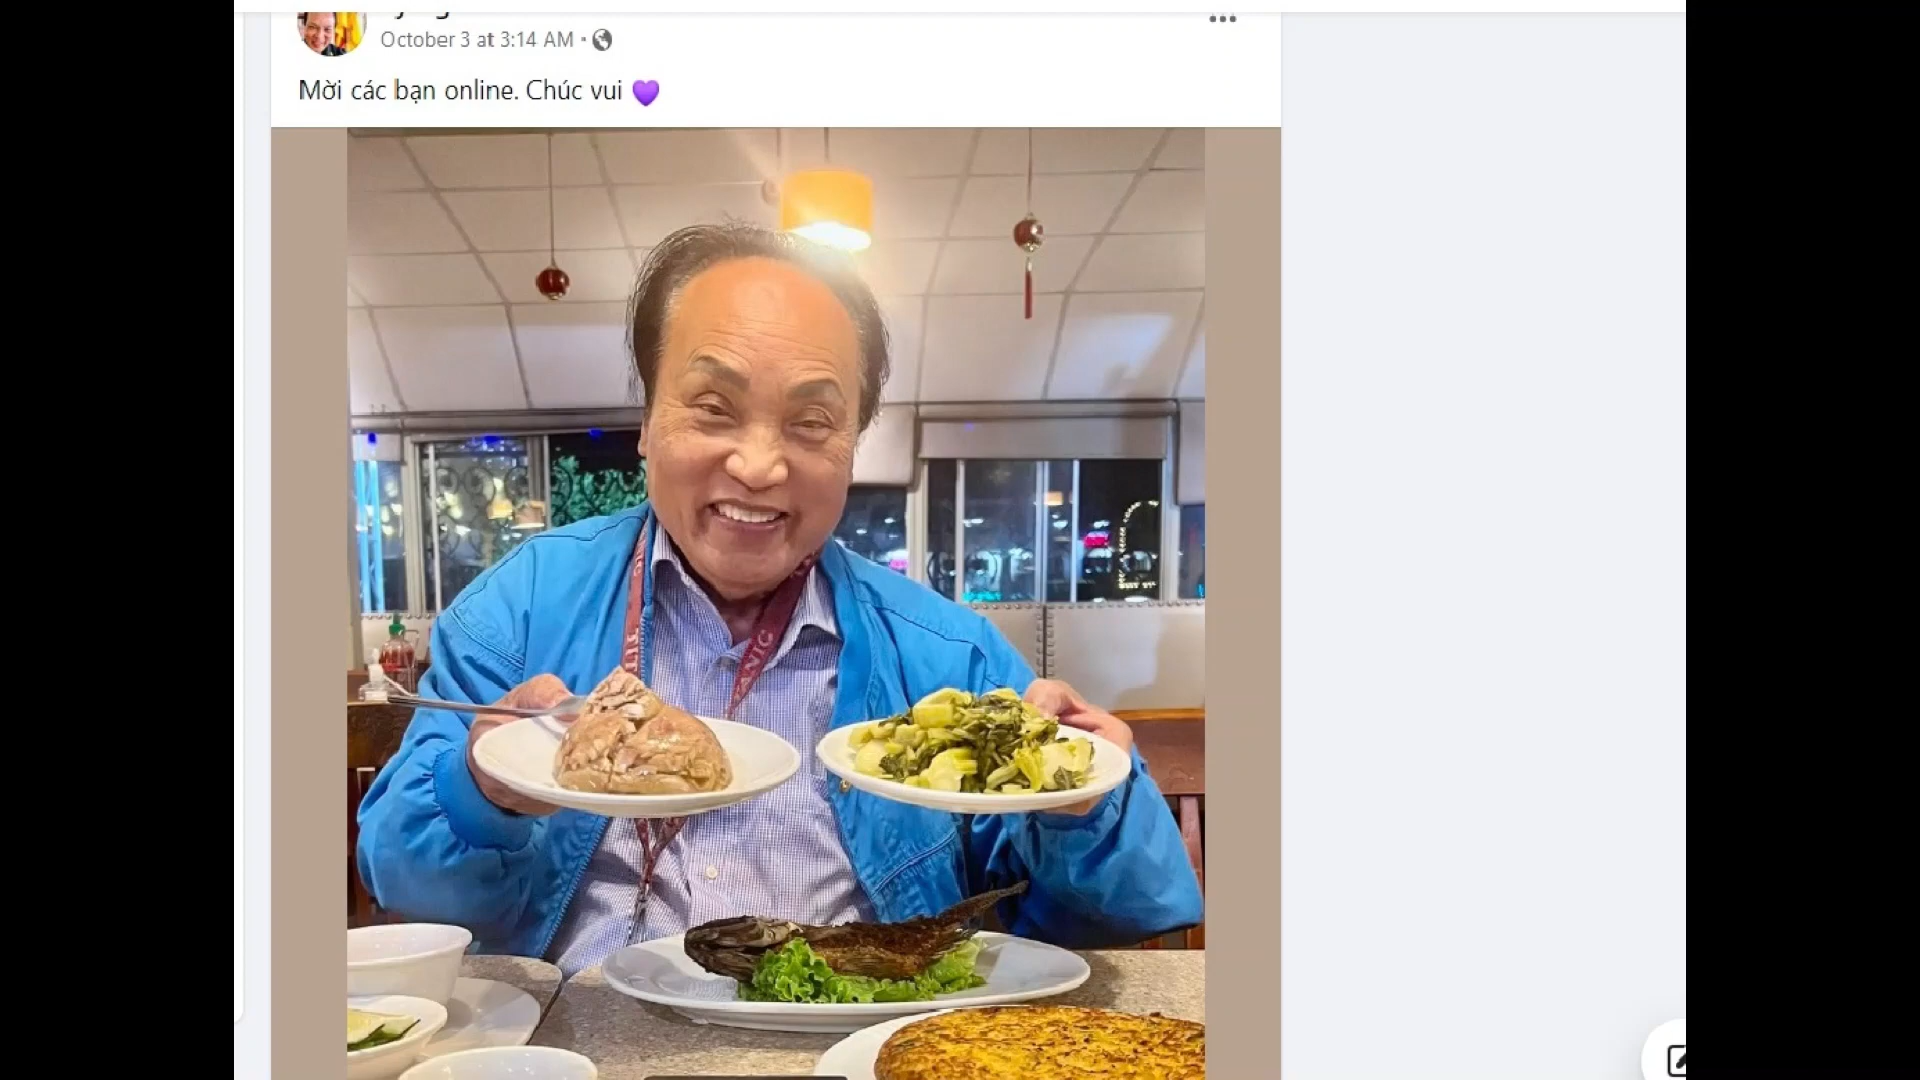 October 3 at 3:14 AM ·
Mời các bạn online. Chúc vui 💜